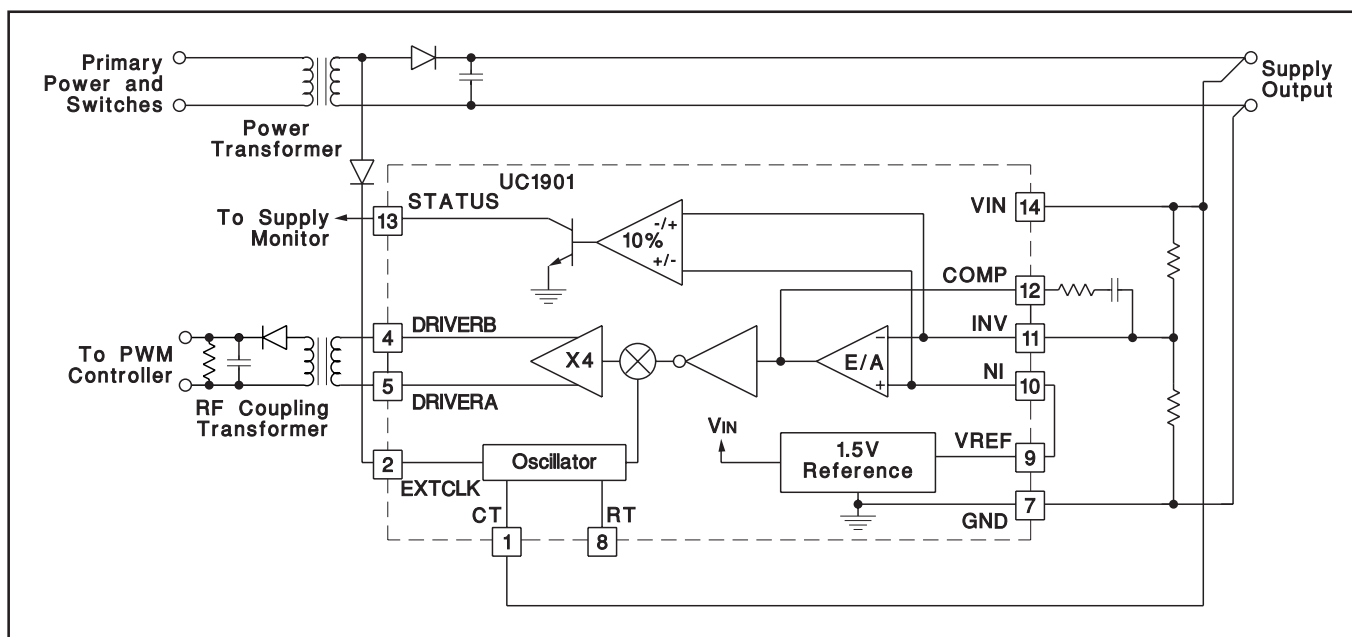 Primary
Power and
Switches
Power
Transformer
Supply
Output
UC1901
STATUS
13
To Supply
Monitor
-/+
10%
+/-
VIN
14
COMP
12
INV
11
NI
10
DRIVERB
4
To PWM
Controller
X4
E/A
-
+
5
DRIVERA
RF Coupling
Transformer
VIN
1.5V
Reference
VREF
9
2
EXTCLK
Oscillator
7
GND
CT
RT
1
8